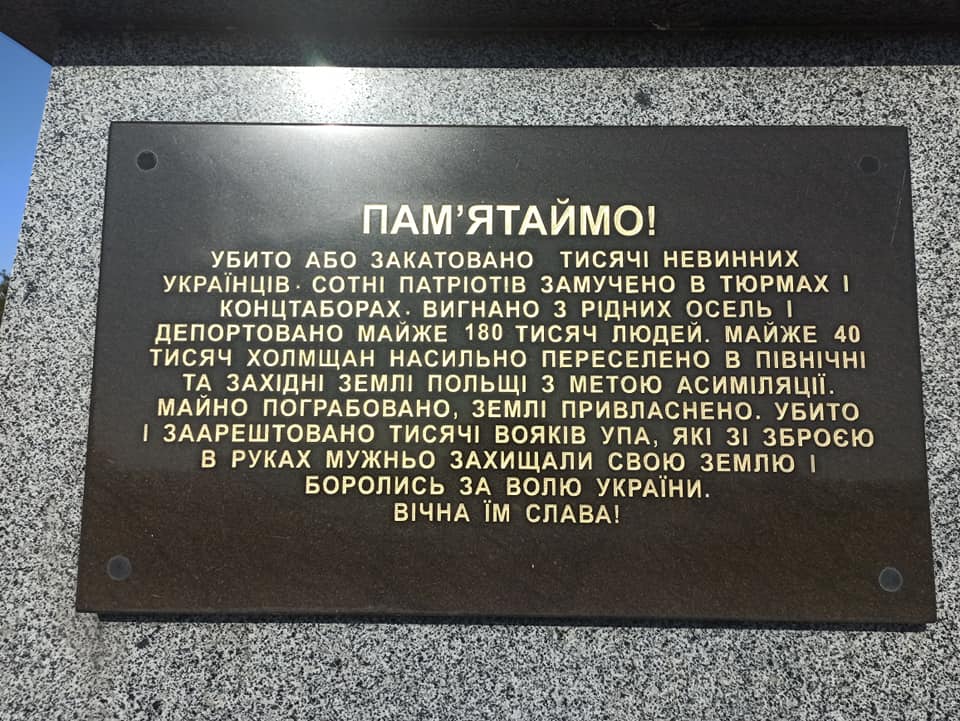 ПАМ’ЯТАЙМО!
УБИТО АБО ЗАКАТОВАНО ТИСЯЧІ НЕВИННИХ
УКРАЇНЦІВ. СОТНІ ПАТРІОТІВ ЗАМУЧЕНО В ТЮРМАХ І
КОНЦТАБОРАХ. ВИГНАНО З РІДНИХ ОСЕЛЬ І
ДЕПОРТОВАНО МАЙЖЕ 180 ТИСЯЧ ЛЮДЕЙ. МАЙЖЕ 40
ТИСЯЧ ХОЛМЩАН НАСИЛЬНО ПЕРЕСЕЛЕНО В ПІВНІЧНІ
ТА ЗАХІДНІ ЗЕМЛІ ПОЛЬЩІ З МЕТОЮ АСИМІЛЯЦІЇ.
МАЙНО ПОГРАБОВАНО, ЗЕМЛІ ПРИВЛАСНЕНО. УБИТО
І ЗААРЕШТОВАНО ТИСЯЧІ ВОЯКІВ УПА, ЯКІ ЗІ ЗБРОЄЮ
В РУКАХ МУЖНЬО ЗАХИЩАЛИ СВОЮ ЗЕМЛЮ І
БОРОЛИСЬ ЗА ВОЛЮ УКРАЇНИ.
ВІЧНА ЇМ СЛАВА!